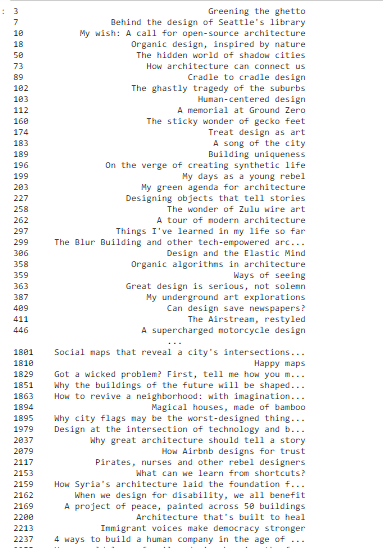 : 3 Greening the ghetto
7 Behind the design of Seattle's library
10 My wish: A call for open-source architecture
18 Organic design, inspired by nature
50 The hidden world of shadow cities
73 How architecture can connect us
89 Cradle to cradle design
102 The ghastly tragedy of the suburbs
103 Human-centered design
112 A memorial at Ground Zero
160 The sticky wonder of gecko feet
174 Treat design as art
183 A song of the city
189 Building uniqueness
196 On the verge of creating synthetic life
199 My days as a young rebel
203 My green agenda for architecture
227 Designing objects that tell stories
258 The wonder of Zulu wire art
262 A tour of modern architecture
297 Things I've learned in my life so far
299 The Blur Building and other tech-empowered arc...
306 Design and the Elastic Mind
358 Organic algorithms in architecture
359 Ways of seeing
363 Great design is serious, not solemn
387 My underground art explorations
409 Can design save newspapers?
411 The Airstream, restyled
446 A supercharged motorcycle design
...
1801 Social maps that reveal a city's intersections...
1810 Happy maps
1829 Got a wicked problem? First, tell me how you m...
1851 Why the buildings of the future will be shaped...
1863 How to revive a neighborhood: with imagination...
1894 Magical houses, made of bamboo
1895 Why city flags may be the worst-designed thing...
1979 Design at the intersection of technology and b...
2037 Why great architecture should tell a story
2079 How Airbnb designs for trust
2117 Pirates, nurses and other rebel designers
2153 What can we learn from shortcuts?
2159 How Syria's architecture laid the foundation f...
2162 When we design for disability, we all benefit
2169 A project of peace, painted across 50 buildings
2200 Architecture that's built to heal
2213 Immigrant voices make democracy stronger
2237 4 ways to build a human company in the age of ...